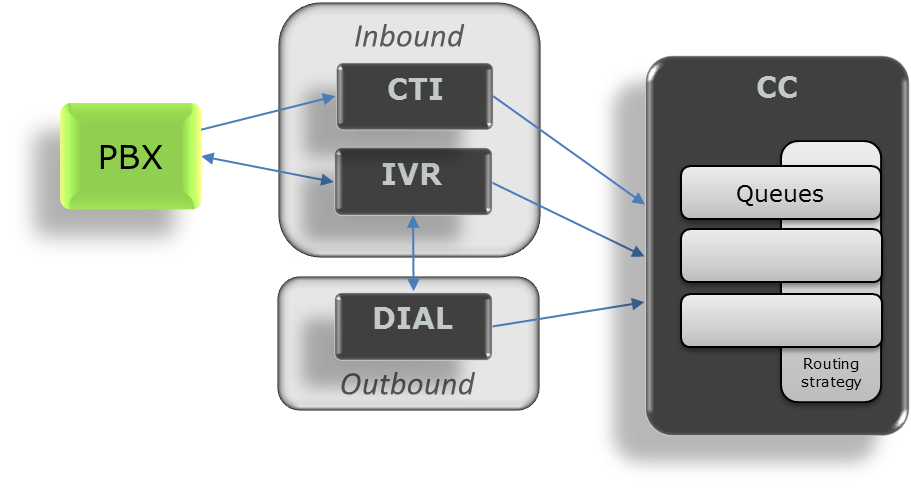 Inbound
CTI
CC
PBX
IVR
Queues
DIAL
Outbound
Routing
strategy